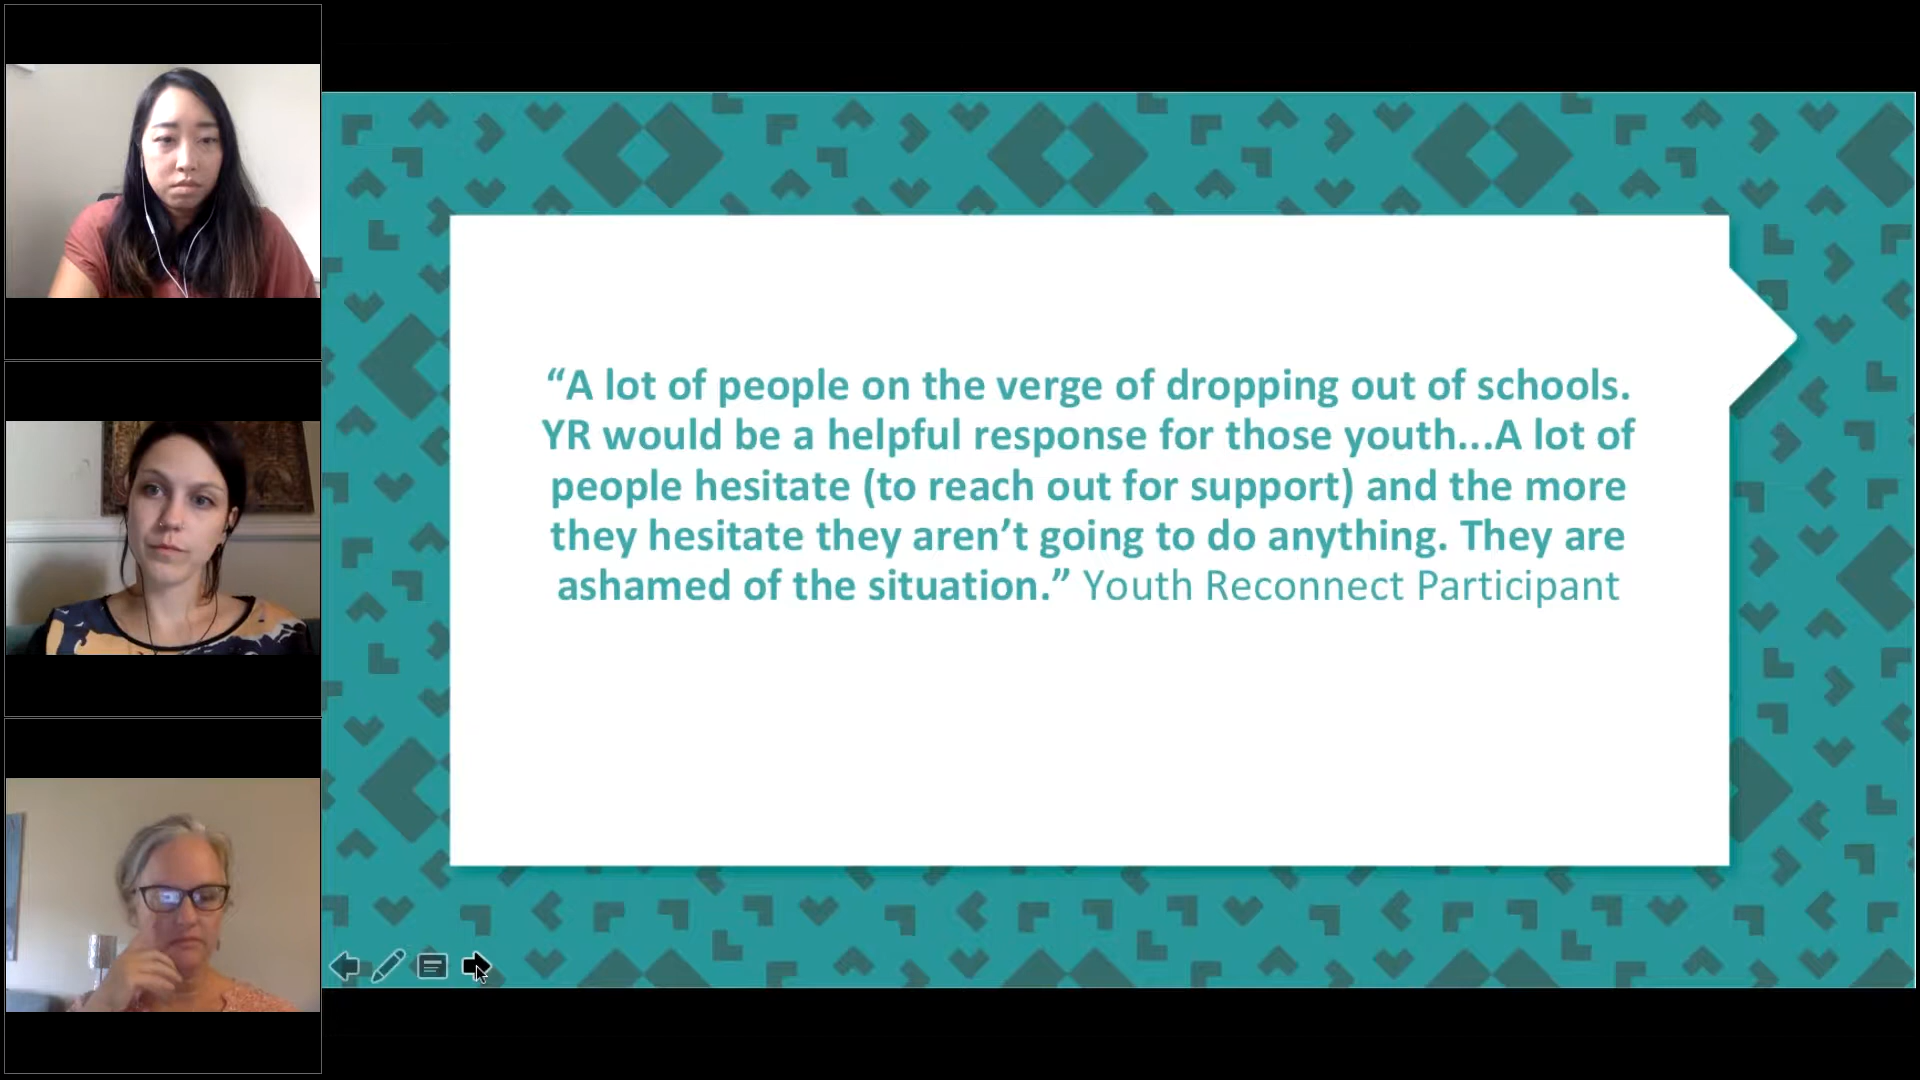 “A lot of people on the verge of dropping out of schools.
YR would be a helpful response for those youth...A lot of
people hesitate (to reach out for support) and the more
they hesitate they aren’t going to do anything. They are
ashamed of the situation.” Youth Reconnect Participant